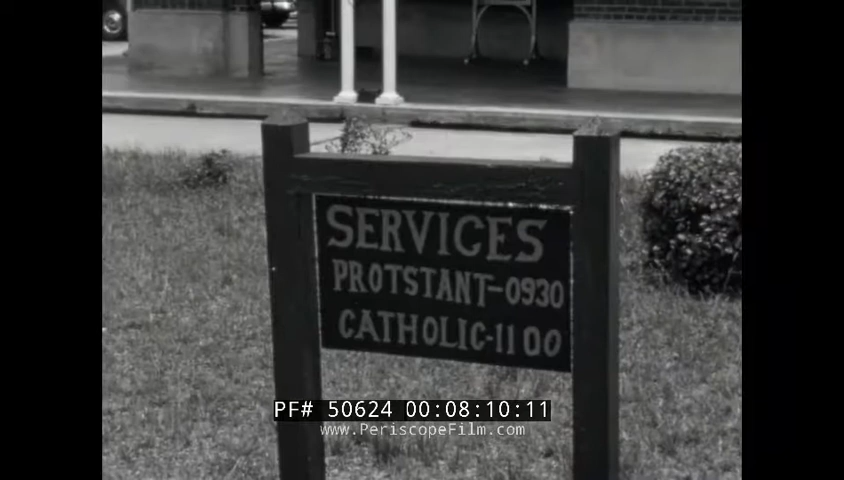 SERVICES
PROTSTANT-0930
CATHOLIC-1100
PF# 50624 00:08:10:11
www.PeriscopeFilm.com